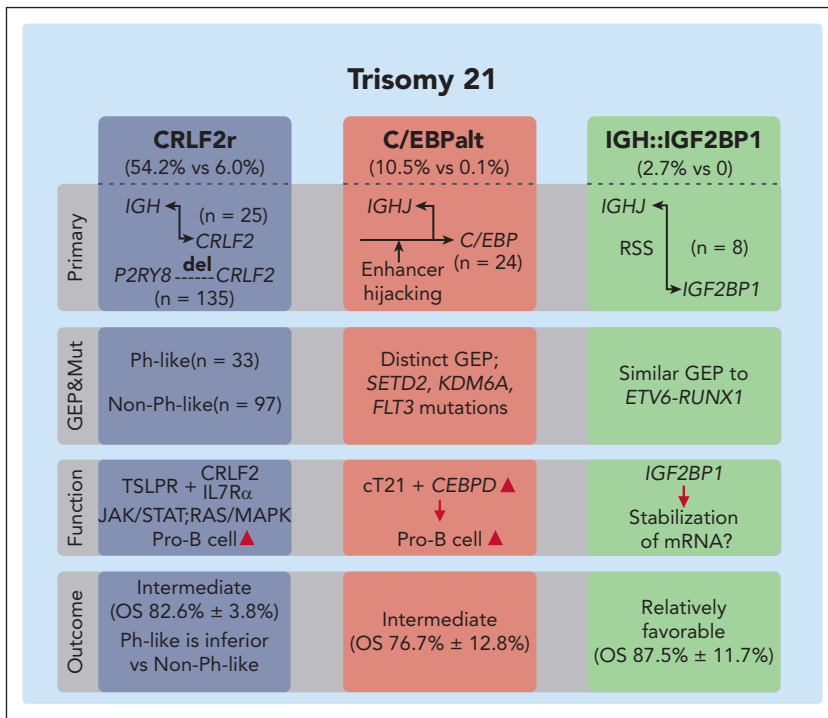 Trisomy 21
CRLF2r
(54.2% vs 6.0%)
C/EBPalt
(10.5% vs 0.1%)
IGH::IGF2BP1
(2.7% vs 0)
Primary
IGH
(n = 25)
CRLF2
del
P2RY8 ------ CRLF2
(n = 135)
IGHJ
C/EBP
Enhancer
hijacking
(n = 24)
IGHJ
RSS
(n = 8)
IGF2BP1
GEP&Mut
Ph-like(n = 33)
Non-Ph-like(n = 97)
Distinct GEP;
SETD2, KDM6A,
FLT3 mutations
Similar GEP to
ETV6-RUNX1
Function
TSLPR + CRLF2
IL7Rα
JAK/STAT;RAS/MAPK
Pro-B cell ▲
cT21 + CEBPD ▲
Pro-B cell ▲
IGF2BP1
Stabilization
of mRNA?
Outcome
Intermediate
(OS 82.6% ± 3.8%)
Ph-like is inferior
vs Non-Ph-like
Intermediate
(OS 76.7% ± 12.8%)
Relatively
favorable
(OS 87.5% ± 11.7%)